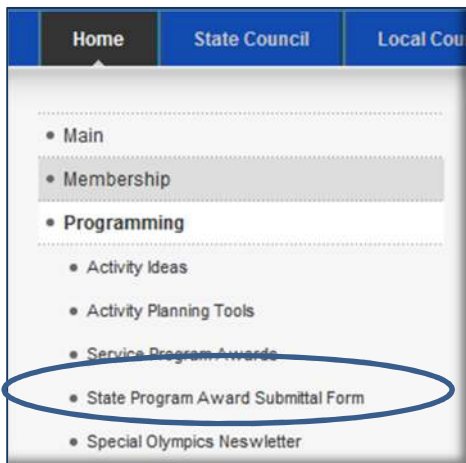 Home State Council Local Cou
Main
Membership
Programming
Activity Ideas
Activity Planning Tools
Service Program Awards
State Program Award Submittal Form
Special Olympics Neswletter